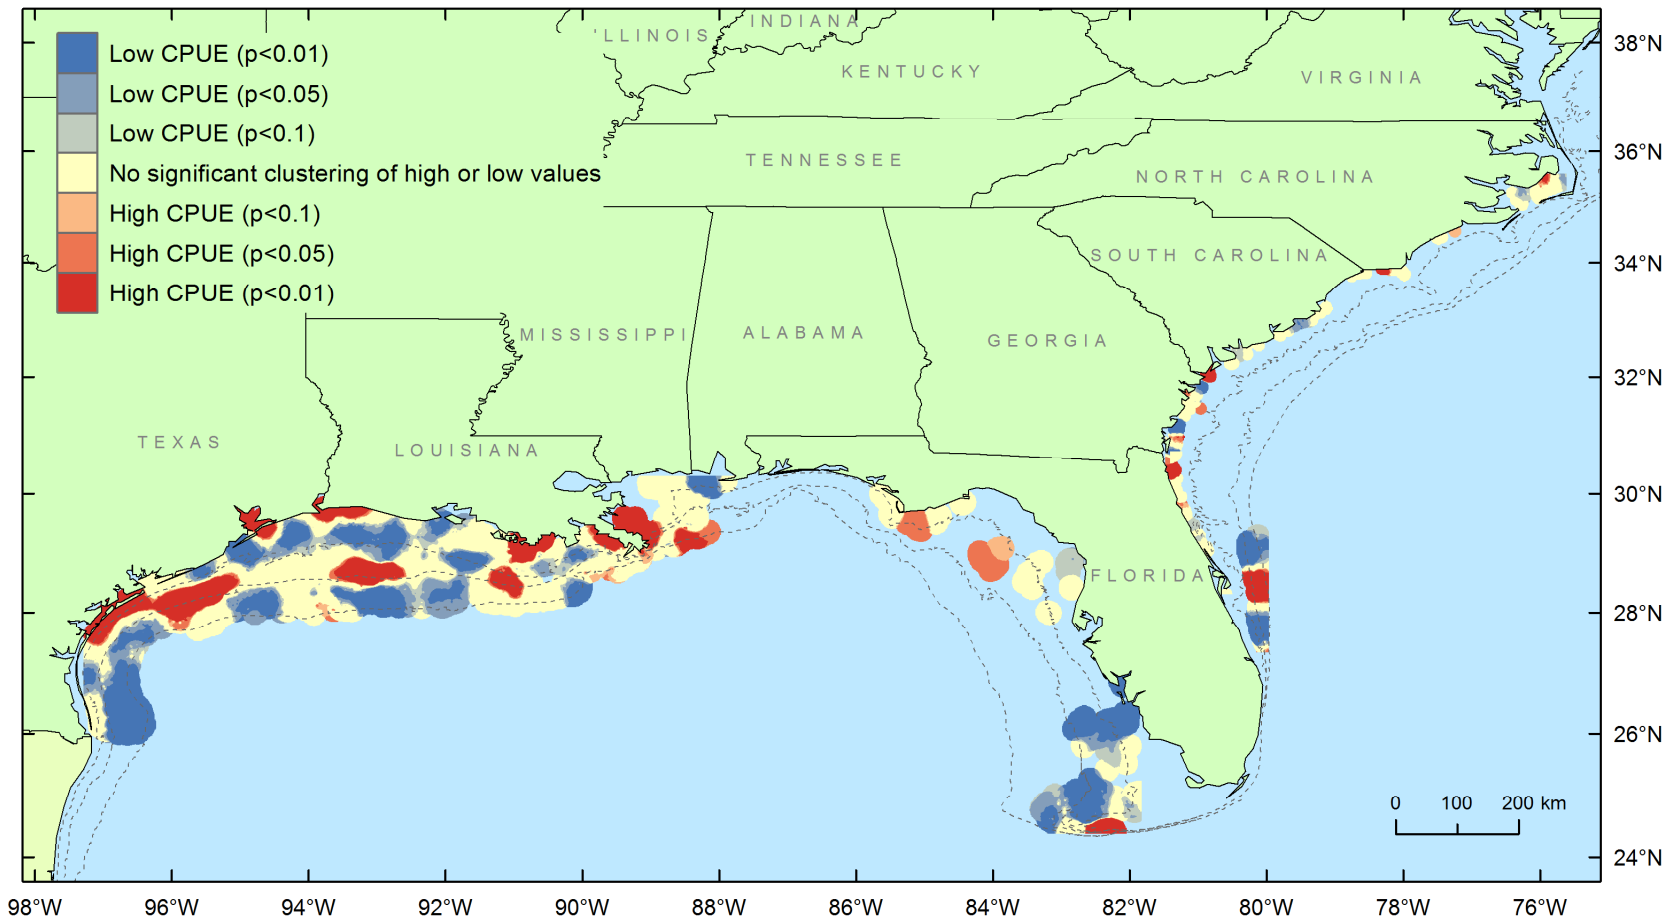 INDIANA
'LLINOIS
Low CPUE (p<0.01)
38°N
KENTUCKY
VIRGINIA
Low CPUE (p<0.05)
Low CPUE (p<0.1)
36°N
TENNESSEE
No significant clustering of high or low values
NORTH CAROLINA
High CPUE (p<0.1)
High CPUE (p<0.05)
SOUTH CAROLINA
34°N
High CPUE (p<0.01)
MISSISSIPPI
ALABAMA
GEORGIA
32°N
TEXAS
LOUISIANA
30°N
FLORIDA
28°N
26°N
0 100 200 km
24°N
98°W 96°W 94°W 92°W 90°W 88°W 86°W 84°W 82°W 80°W 78°W 76°W